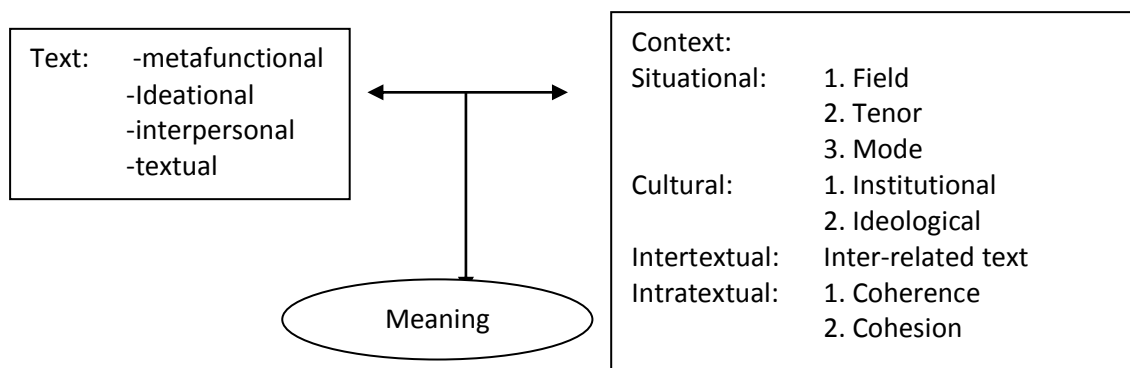 Text: -metafunctional
-Ideational
-interpersonal
-textual
Meaning
Context:
Situational: 1. Field
2. Tenor
3. Mode
Cultural: 1. Institutional
2. Ideological
Intertextual: Inter-related text
Intratextual: 1. Coherence
2. Cohesion